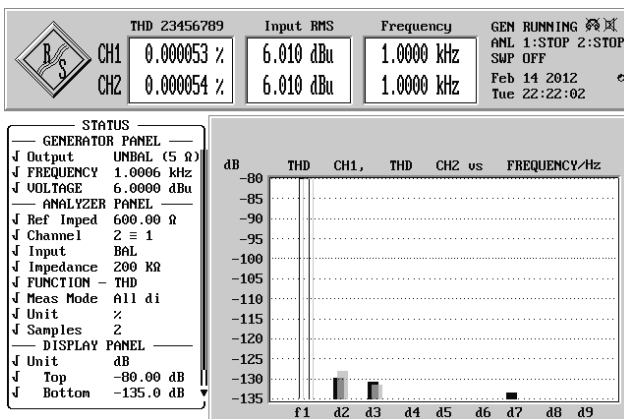 THD 23456789 Input RMS Frequency
R S
CH1 0.000053 % 6.010 dBu 1.0000 kHz
CH2 0.000054 % 6.010 dBu 1.0000 kHz
GEN RUNNING
ANL 1:STOP 2:STOP
SWP OFF
Feb 14 2012
Tue 22:22:02
STATUS
GENERATOR PANEL
√ Output UNBAL (5 Ω)
√ FREQUENCY 1.0006 kHz
√ VOLTAGE 6.0000 dBu
ANALYZER PANEL
√ Ref Imped 600.00 Ω
√ Channel 2 ≡ 1
√ Input BAL
√ Impedance 200 KΩ
√ FUNCTION - THD
√ Meas Mode All di
√ Unit %
√ Samples 2
DISPLAY PANEL
√ Unit dB
√ Top -80.00 dB
√ Bottom -135.0 dB
dB THD CH1, THD CH2 vs FREQUENCY/Hz
-80
-85
-90
-95
-100
-105
-110
-115
-120
-125
-130
-135
f1 d2 d3 d4 d5 d6 d7 d8 d9